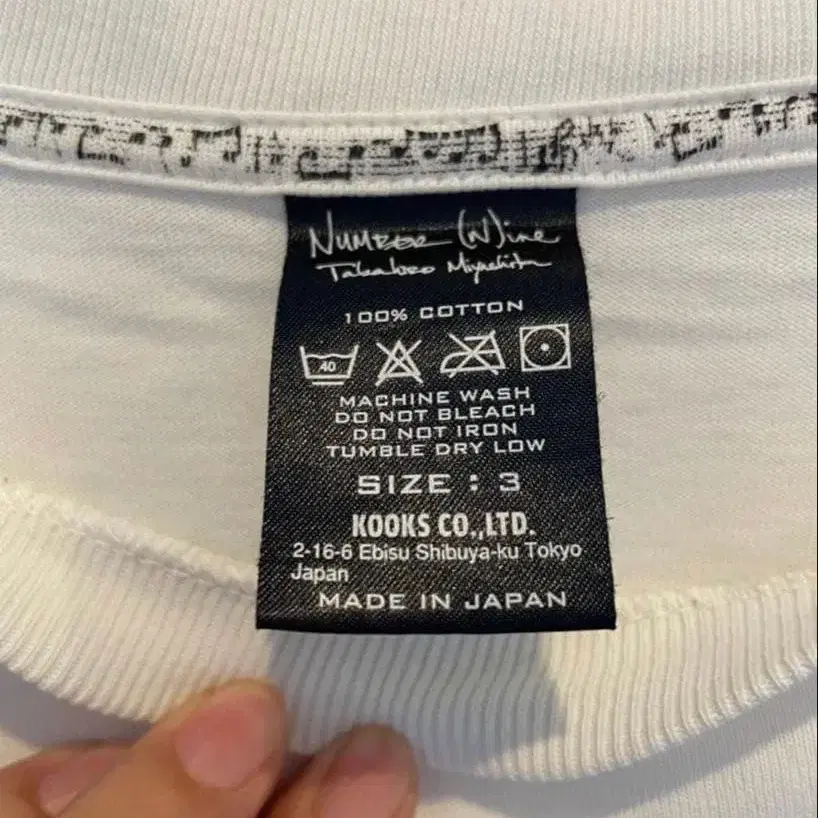 NUMBER (N)ine
Takahiro Miyashita
100% COTTON
40
MACHINE WASH
DO NOT BLEACH
DO NOT IRON
TUMBLE DRY LOW
SIZE : 3
KOOKS CO.,LTD.
2-16-6 Ebisu Shibuya-ku Tokyo
Japan
MADE IN JAPAN